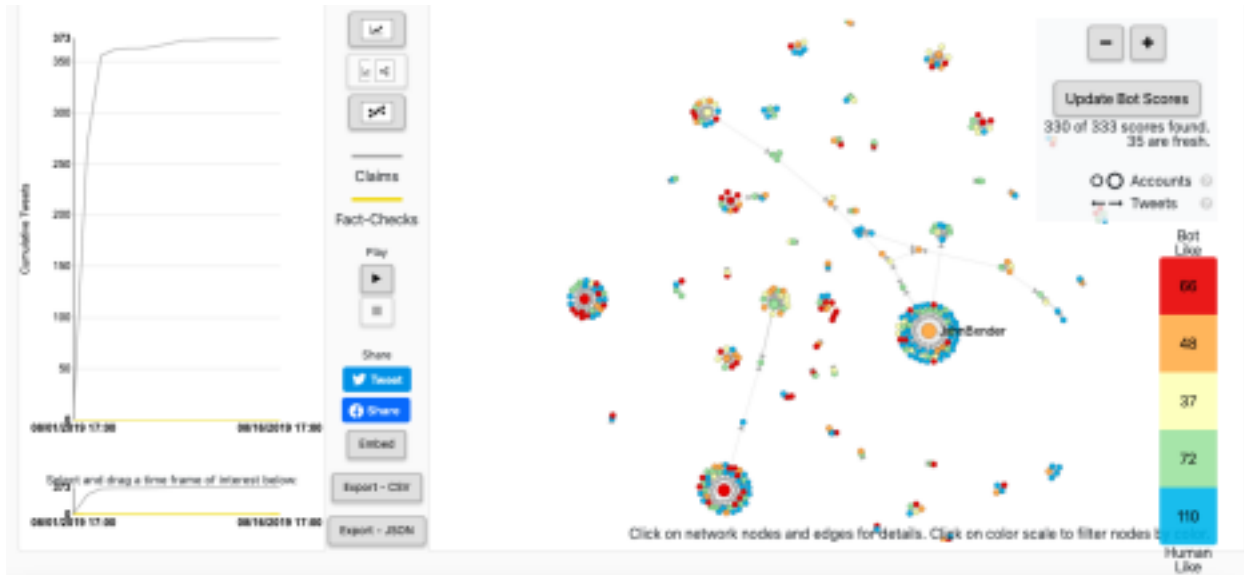 373
350
300
250
200
150
100
50
0
Cumulative Tweets
08/01/2019 17:00
08/16/2019 17:00
Select and drag a time frame of interest below:
373
0
08/01/2019 17:00
08/16/2019 17:00
Claims
Fact-Checks
Play
Share
Tweet
Share
Embed
Export - CSV
Export - JSON
JohnBender
Click on network nodes and edges for details. Click on color scale to filter nodes by color.
- +
Update Bot Scores
330 of 333 scores found.
35 are fresh.
Accounts
Tweets
Bot
Like
66
48
37
72
110
Human
Like